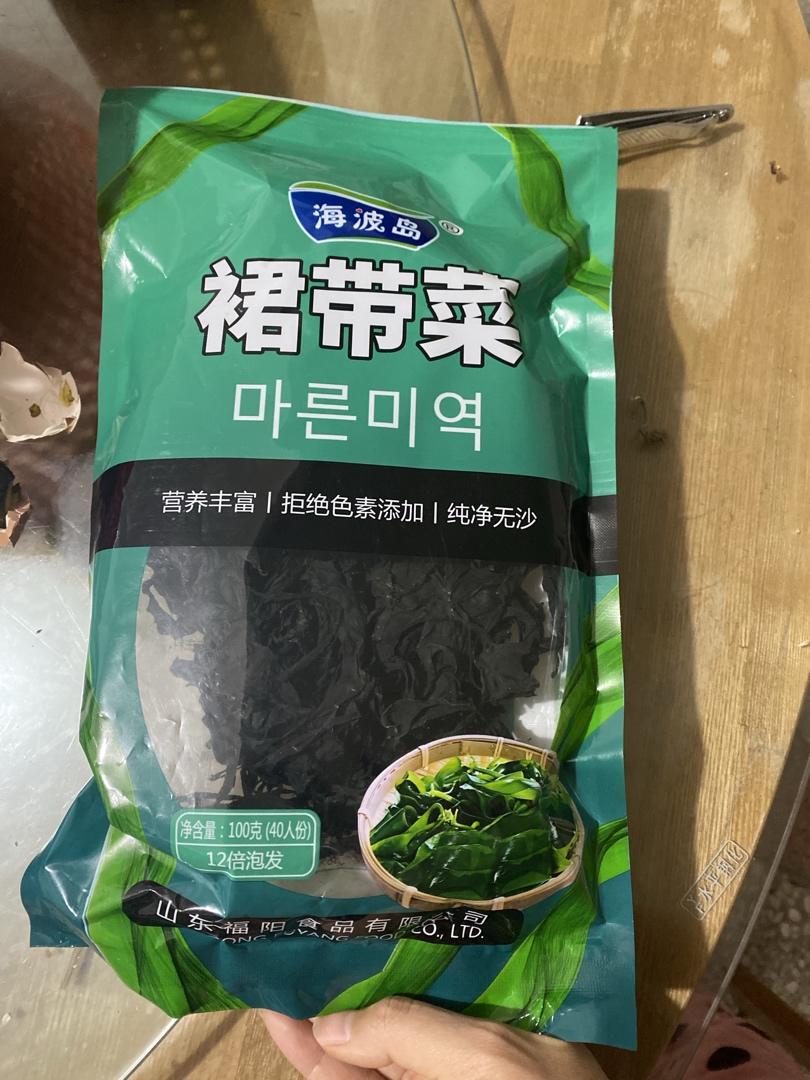 海波岛®
裙带菜
마른미역
营养丰富丨拒绝色素添加丨纯净无沙
净含量：100克(40人份)
12倍泡发
山东福阳食品有限公司
CO., LTD.